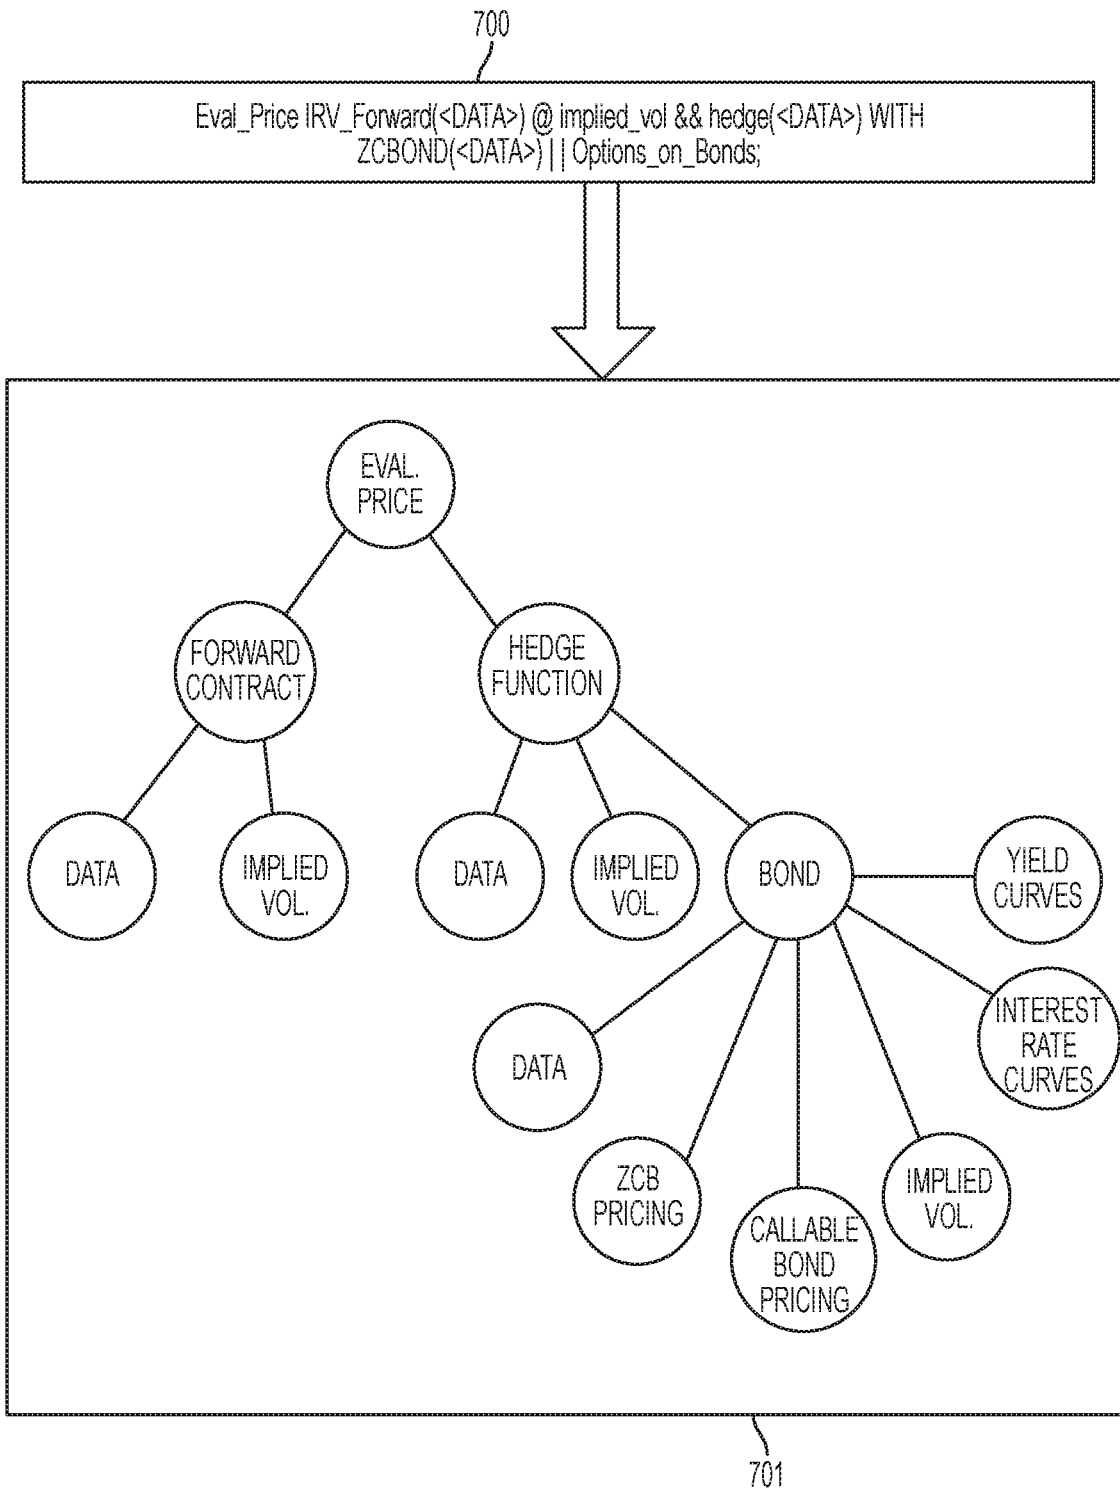 700
Eval_Price IRV_Forward(<DATA>) @ implied_vol && hedge(<DATA>) WITH
ZCBOND(<DATA>) || Options_on_Bonds;
EVAL.
PRICE
FORWARD
CONTRACT
HEDGE
FUNCTION
DATA
IMPLIED
VOL.
DATA
IMPLIED
VOL.
BOND
YIELD
CURVES
INTEREST
RATE
CURVES
DATA
ZCB
PRICING
CALLABLE
BOND
PRICING
IMPLIED
VOL.
701